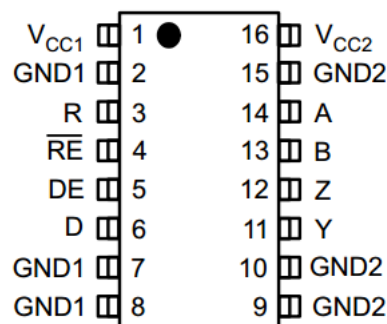 VCC1 1 16 VCC2
GND1 2 15 GND2
R 3 14 A
R̅E̅ 4 13 B
DE 5 12 Z
D 6 11 Y
GND1 7 10 GND2
GND1 8 9 GND2